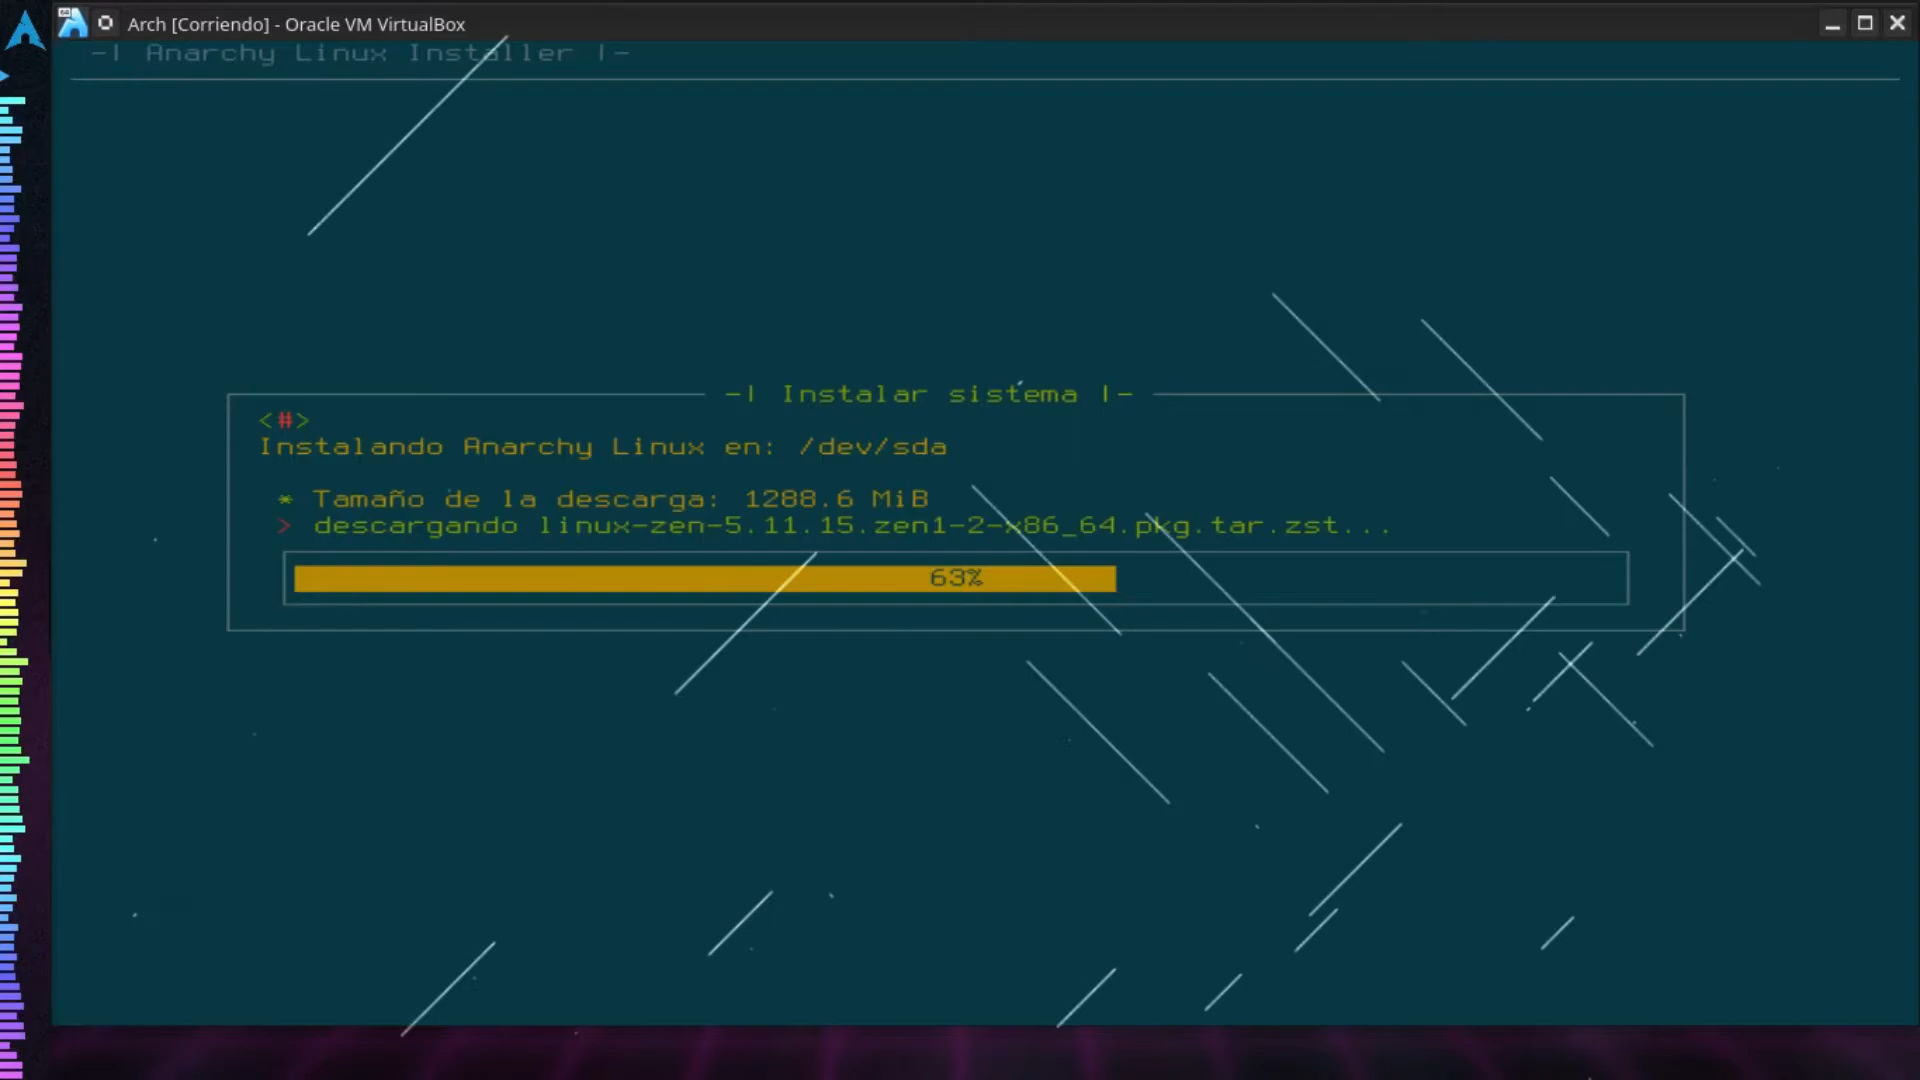 Arch [Corriendo] - Oracle VM VirtualBox
-| Anarchy Linux Installer |-
-| Instalar sistema |-
<#>
Instalando Anarchy Linux en: /dev/sda
* Tamaño de la descarga: 1288.6 MiB
> descargando linux-zen-5.11.15.zen1-2-x86_64.pkg.tar.zst...
63%